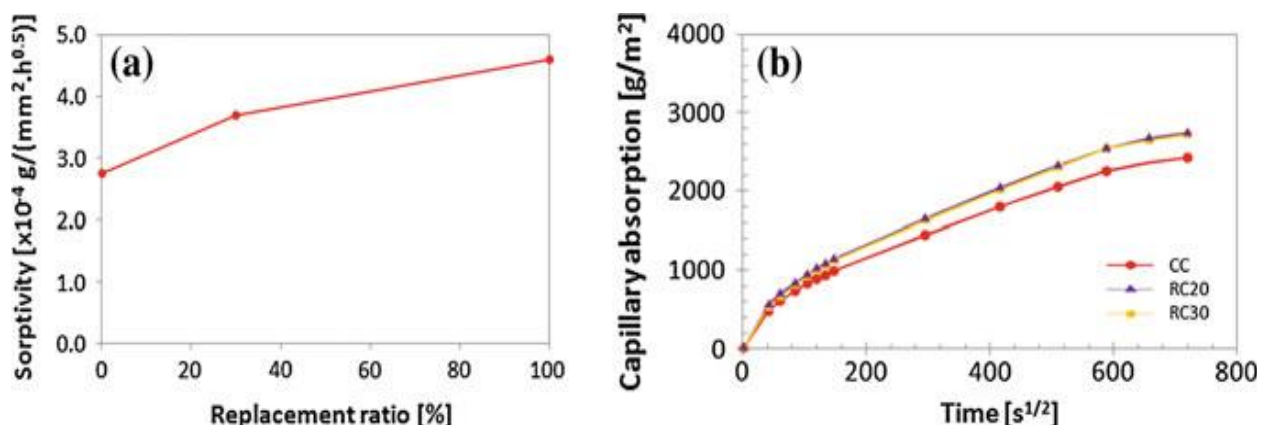 (a)
Sorptivity [x10⁻⁴ g/(mm².h⁰·⁵)]
5.0
4.0
3.0
2.0
1.0
0.0
0 20 40 60 80 100
Replacement ratio [%]
(b)
Capillary absorption [g/m²]
4000
3000
2000
1000
0
CC
RC20
RC30
0 200 400 600 800
Time [s¹/²]